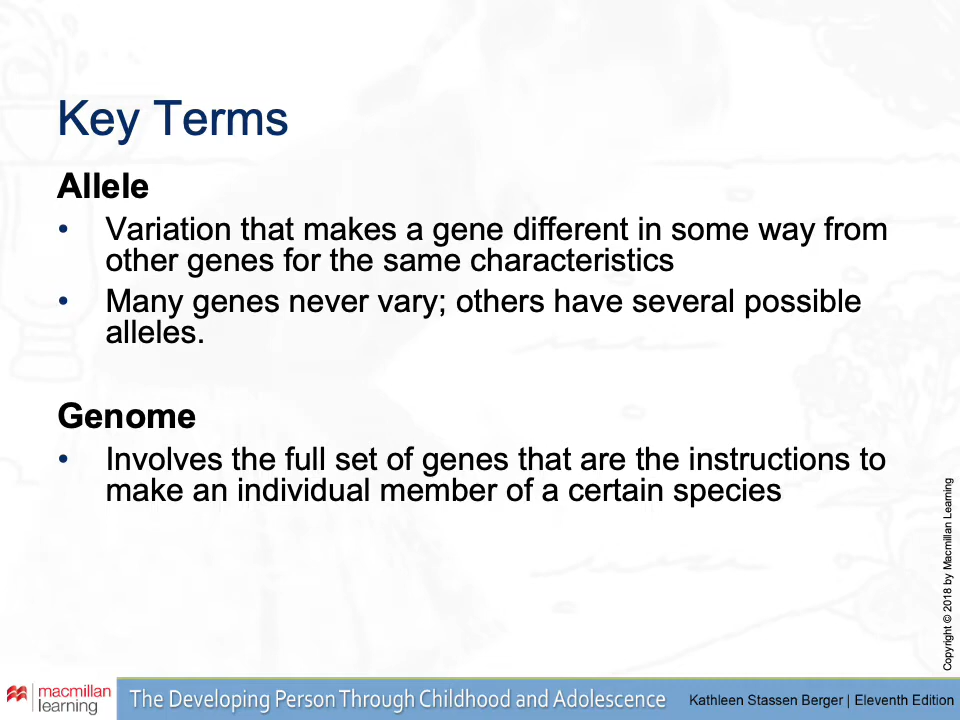 Key Terms
Allele
• Variation that makes a gene different in some way from
other genes for the same characteristics
• Many genes never vary; others have several possible
alleles.
Genome
• Involves the full set of genes that are the instructions to
make an individual member of a certain species
Copyright © 2018 by Macmillan Learning
macmillan
learning
The Developing Person Through Childhood and Adolescence
Kathleen Stassen Berger | Eleventh Edition